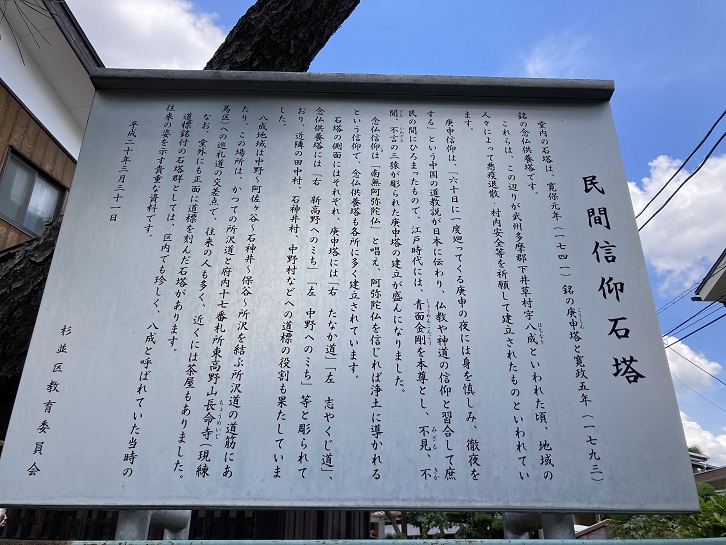 民間信仰石塔
堂内の石塔は、寛保元年（一七四一）銘の庚申塔と寛政五年（一七九三）
銘の念仏供養塔です。
これらは、この辺りが武州多摩郡下井草村字八成といわれた頃、地域の
人々によって悪疫退散、村内安全等を祈願して建立されたものといわれてい
ます。
庚申信仰は、「六十日に一度巡ってくる庚申の夜には身を慎しみ、徹夜を
する」という中国の道教説が日本に伝わり、仏教や神道の信仰と習合して庶
民の間にひろまったもので、江戸時代には、青面金剛を本尊とし、不見、不
聞、不言の三猿が彫られた庚申塔の建立が盛んになりました。
念仏信仰は、「南無阿弥陀仏」と唱え、阿弥陀仏を信じれば浄土に導かれる
という信仰で、念仏供養塔も各所に多く建立されています。
石塔の側面にはそれぞれ、庚申塔には「右 たなか道」「左 志やくじ道」、
念仏供養塔には「右 新高野へのミち」「左 中野へのミち」等と彫られて
おり、近隣の田中村、石神井村、中野村などへの道標の役割も果たしていま
した。
八成地域は中野～阿佐ヶ谷～石神井～保谷～所沢を結ぶ所沢道の道筋にあ
たり、この場所は、かつての所沢道と府内十七番札所東高野山長命寺（現練
馬区）への巡礼道の交差点で、往来の人も多く、近くには茶屋もありました。
なお、堂外にも正面に道標を刻んだ石塔があります。
道標銘付の石塔群としては、区内でも珍しく、八成と呼ばれていた当時の
往来の姿を示す貴重な資料です。
平成二十年三月三十一日
杉並区教育委員会